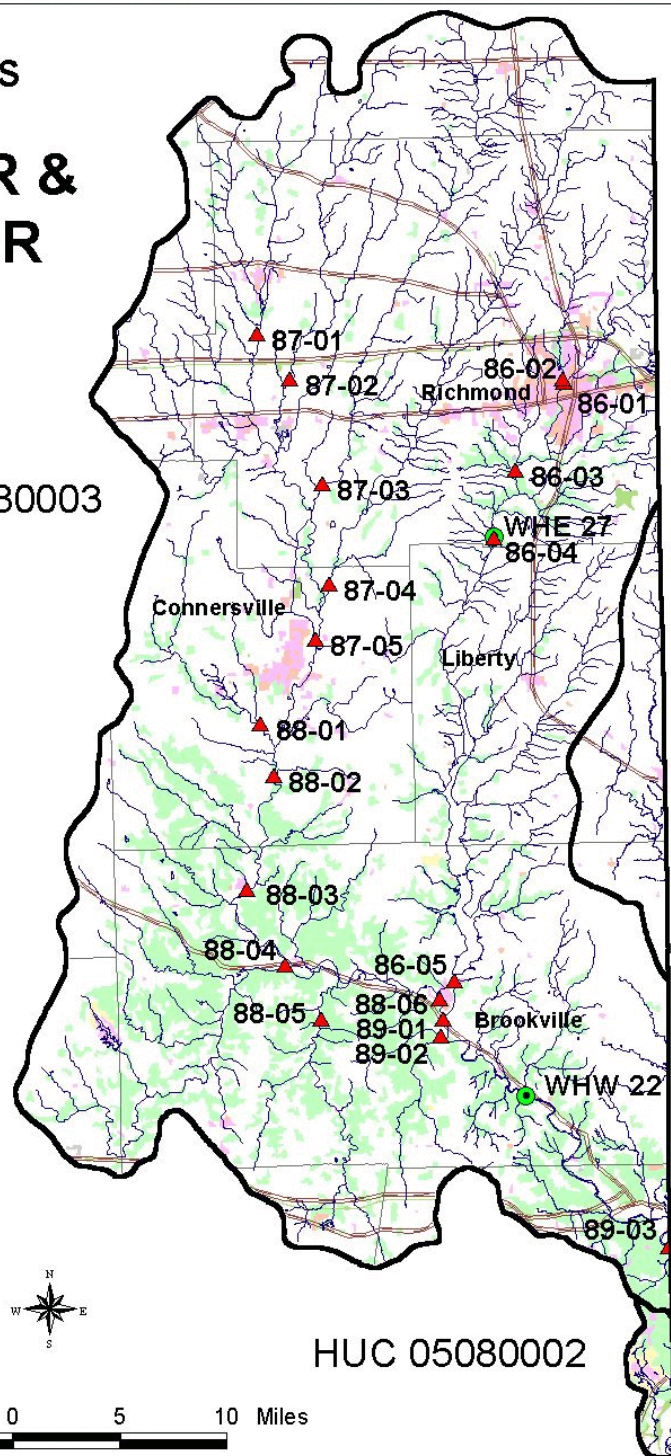 S
R &
R
87-01
87-02
86-02
Richmond
86-01
87-03
86-03
80003
WHE 27
86-04
87-04
Connersville
87-05
Liberty
88-01
88-02
88-03
88-04
86-05
88-06
88-05
89-01
Brookville
89-02
WHW 22
89-03
N
W E
S
HUC 05080002
0 5 10 Miles